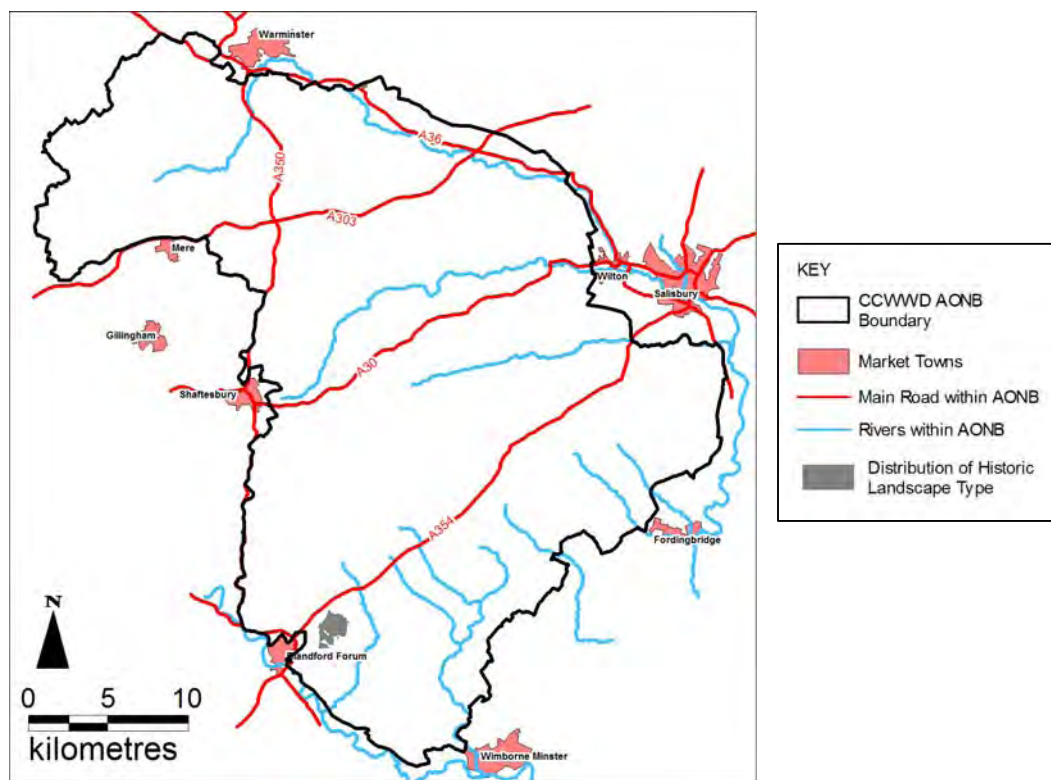 Warminster
A36
A350
A303
Mere
Wilton
Salisbury
Gillingham
A30
Shaftesbury
A354
Fordingbridge
N
Blandford Forum
0 5 10
kilometres
Wimborne Minster
KEY
CCWWD AONB
Boundary
Market Towns
Main Road within AONB
Rivers within AONB
Distribution of Historic
Landscape Type